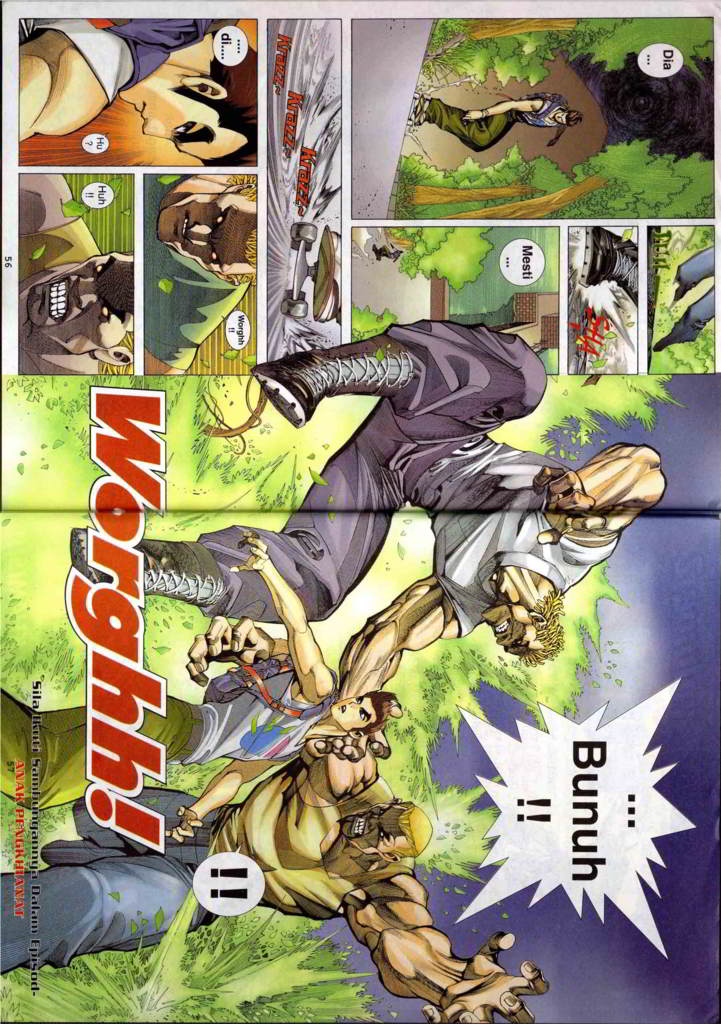 Dia
...
Mesti
...
Krazz~
Krazz~
Krazz~
....
di....
Hu
?
Worghh
!!
Huh
!!
56
...
Bunuh
!!
!!
Worghh!
Sila Ikuti Sambungannya Dalam Episod-
ANAK PENGKHIANAT
57